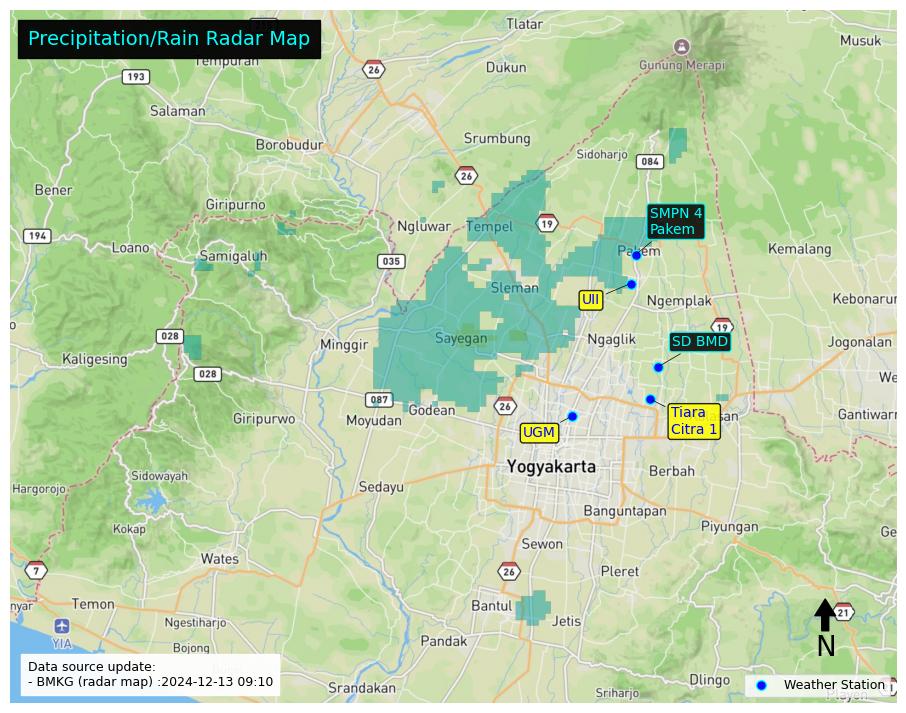 Precipitation/Rain Radar Map
Tlatar
Musuk
26
Gunung Merapi
Dukun
193
Salaman
Srumbung
Borobudur
Sidoharjo
084
26
Bener
Giripurno
SMPN 4
Pakem
19
Ngluwar
Tempel
194
Loano
Samigaluh
035
Pakem
Kemalang
Sleman
UII
Ngemplak
Kebonarur
028
Minggir
Sayegan
Ngaglik
19
SD BMD
Jogonalan
Kaligesing
028
087
Godean
26
Giripurwo
Moyudan
Tiara
Citra 1
Gantiwarn
UGM
Yogyakarta
Berbah
Hargorojo
Sidowayah
Sedayu
Banguntapan
Kokap
Piyungan
Wates
Sewon
7
26
Pleret
Temon
Bantul
21
Ngestiharjo
Jetis
YIA
Bojong
Pandak
N
Data source update:
- BMKG (radar map) :2024-12-13 09:10
Srandakan
Dlingo
Sriharjo
Weather Station